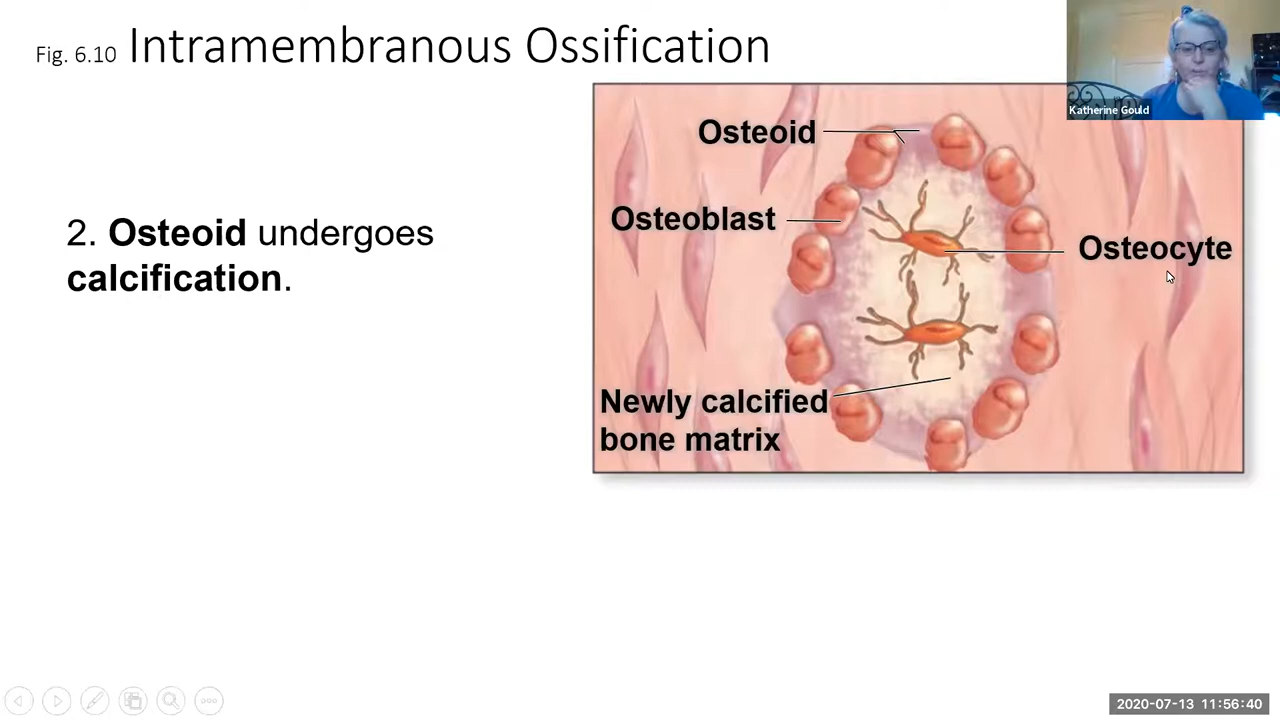 Fig. 6.10 Intramembranous Ossification
Katherine Gould
2. Osteoid undergoes
calcification.
Osteoid
Osteoblast
Osteocyte
Newly calcified
bone matrix
2020-07-13 11:56:40